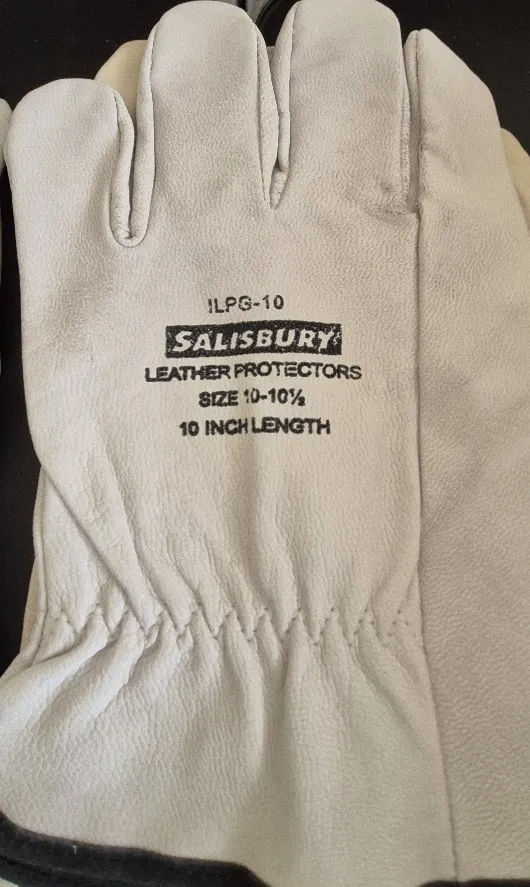 ILPG-10
SALISBURY
LEATHER PROTECTORS
SIZE 10-10½
10 INCH LENGTH